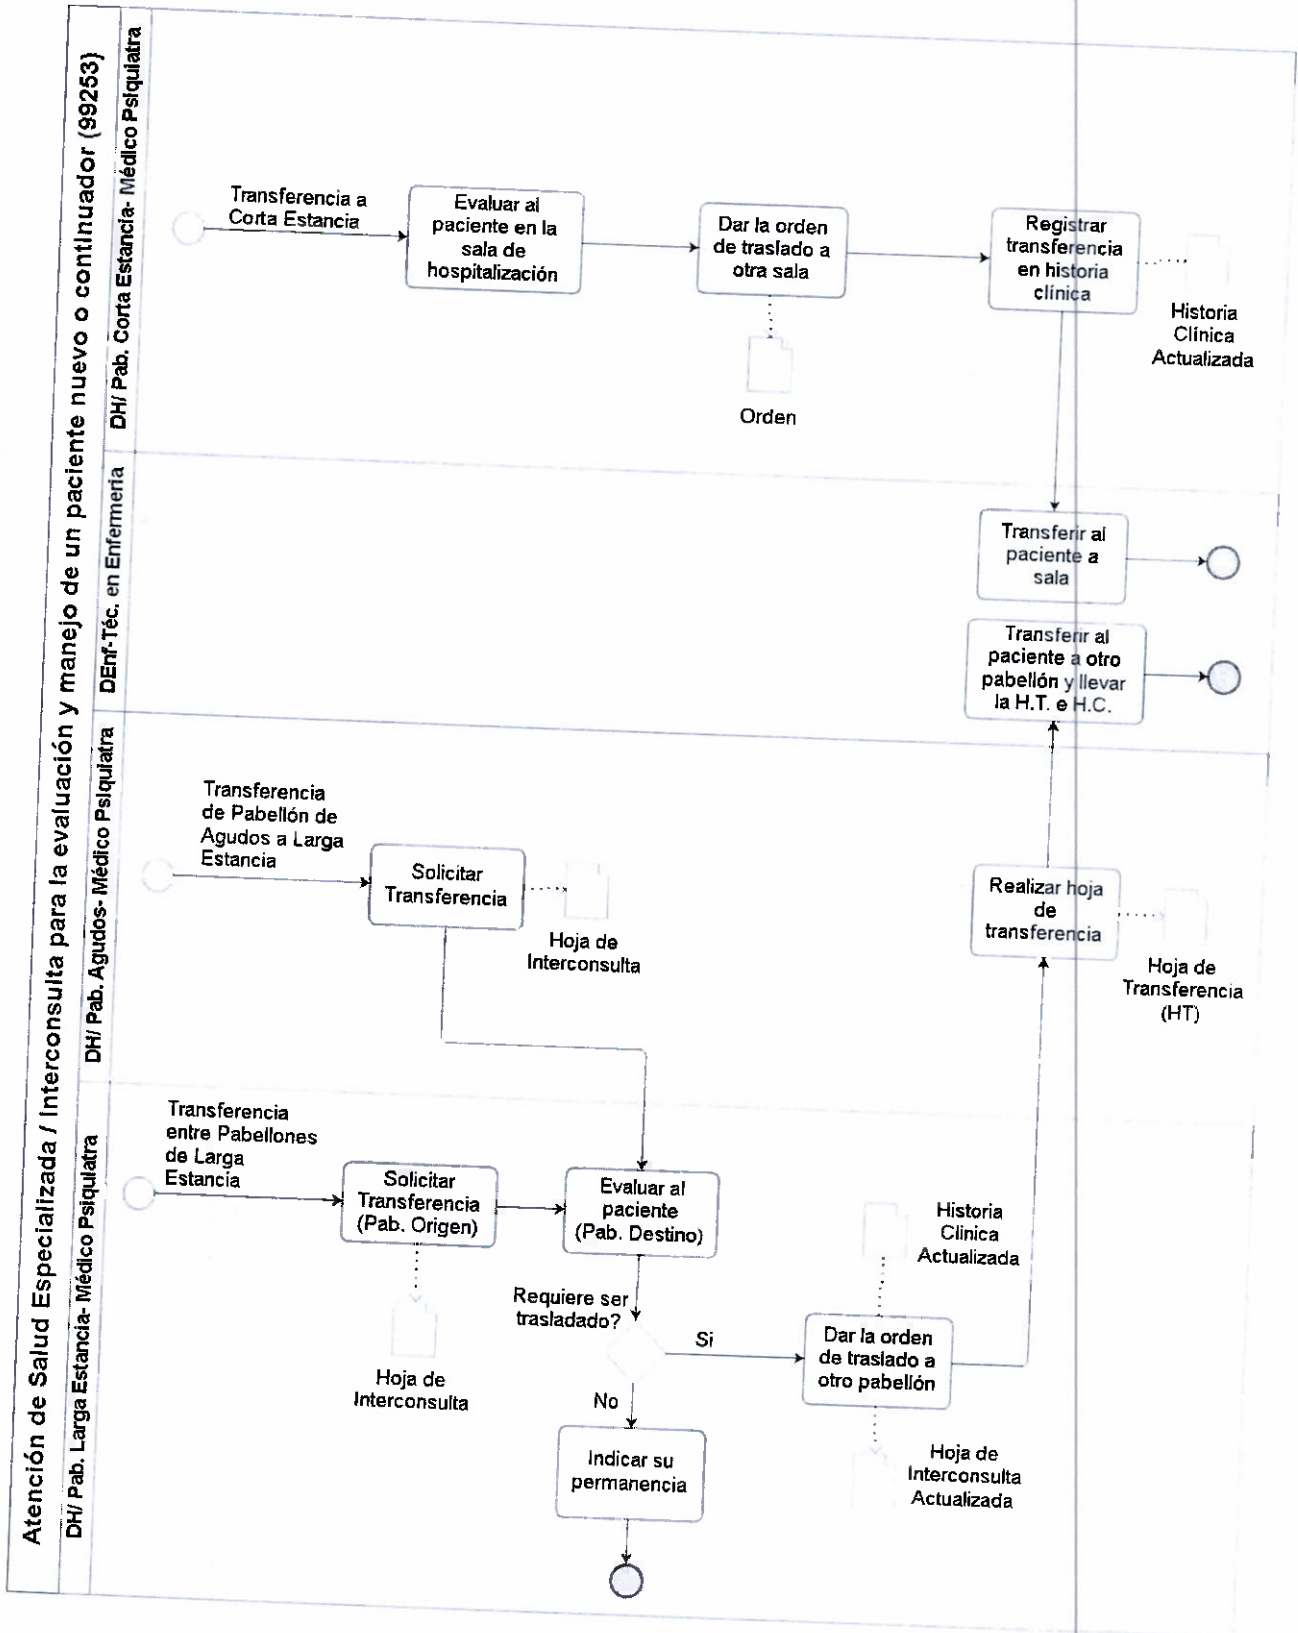 Atención de Salud Especializada / Interconsulta para la evaluación y manejo de un paciente nuevo o continuador (99253)
DH/ Pab. Corta Estancia- Médico Psiquiatra
Transferencia a
Corta Estancia
Evaluar al
paciente en la
sala de
hospitalización
Dar la orden
de traslado a
otra sala
Orden
Registrar
transferencia
en historia
clínica
Historia
Clínica
Actualizada
DEnf-Téc. en Enfermería
Transferir al
paciente a
sala
Transferir al
paciente a otro
pabellón y llevar
la H.T. e H.C.
DH/ Pab. Agudos- Médico Psiquiatra
Transferencia
de Pabellón de
Agudos a Larga
Estancia
Solicitar
Transferencia
Hoja de
Interconsulta
Realizar hoja
de
transferencia
Hoja de
Transferencia
(HT)
DH/ Pab. Larga Estancia- Médico Psiquiatra
Transferencia
entre Pabellones
de Larga
Estancia
Solicitar
Transferencia
(Pab. Origen)
Hoja de
Interconsulta
Evaluar al
paciente
(Pab. Destino)
Requiere ser
trasladado?
Si
No
Indicar su
permanencia
Dar la orden
de traslado a
otro pabellón
Historia
Clinica
Actualizada
Hoja de
Interconsulta
Actualizada